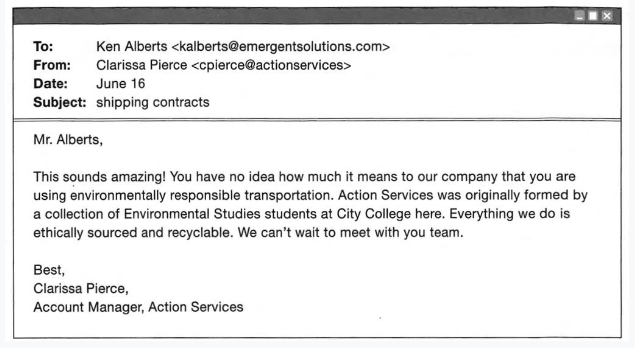 To: Ken Alberts <kalberts@emergentsolutions.com>
From: Clarissa Pierce <cpierce@actionservices>
Date: June 16
Subject: shipping contracts
Mr. Alberts,
This sounds amazing! You have no idea how much it means to our company that you are
using environmentally responsible transportation. Action Services was originally formed by
a collection of Environmental Studies students at City College here. Everything we do is
ethically sourced and recyclable. We can't wait to meet with you team.
Best,
Clarissa Pierce,
Account Manager, Action Services